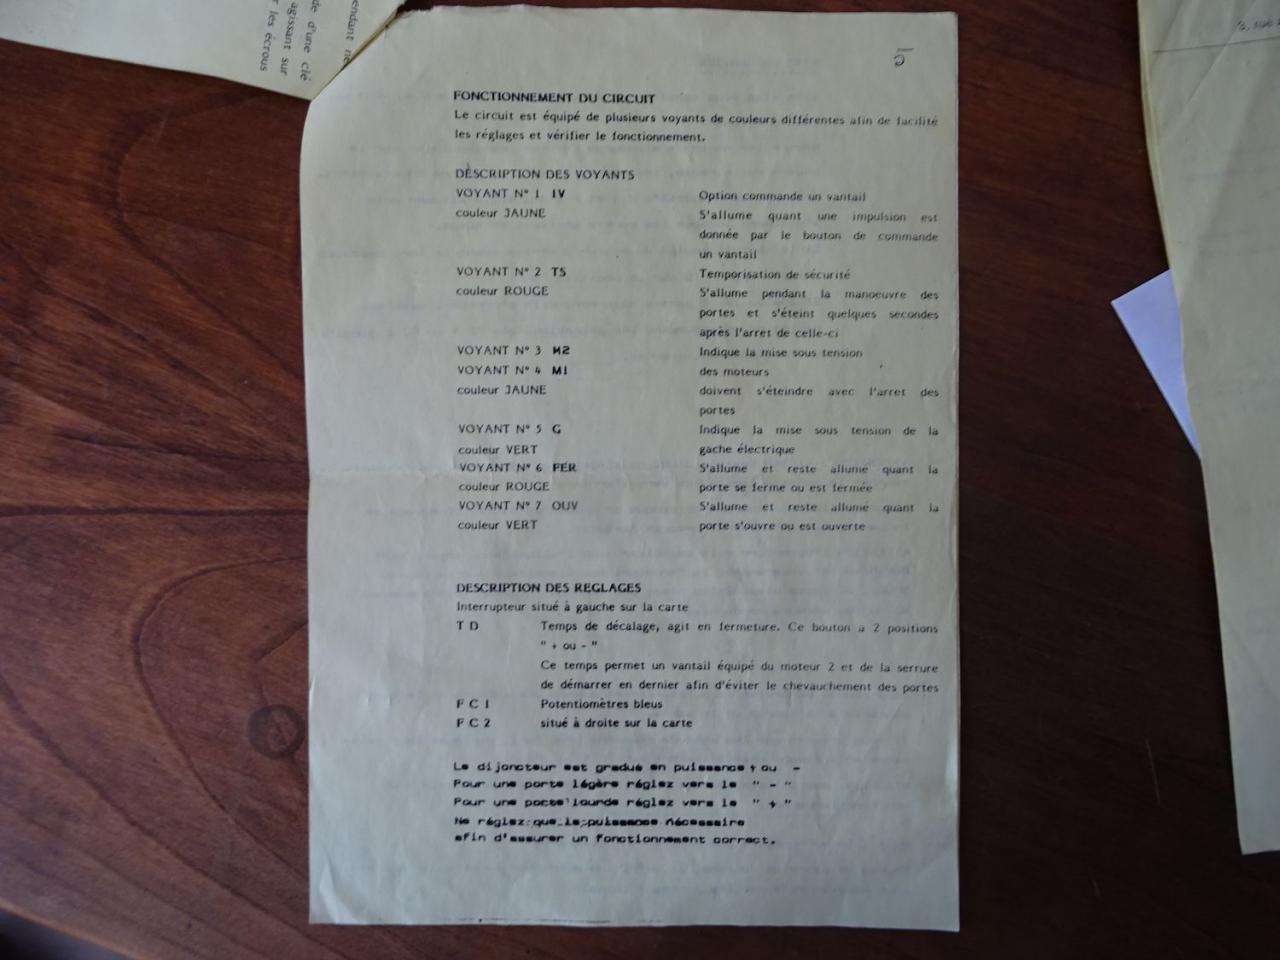 endant
de d'une clé
agissant sur
r les écrous
5
FONCTIONNEMENT DU CIRCUIT
Le circuit est équipé de plusieurs voyants de couleurs différentes afin de facilité
les réglages et vérifier le fonctionnement.
DÈSCRIPTION DES VOYANTS
VOYANT N° 1 IV Option commande un vantail
couleur JAUNE S'allume quant une impulsion est
donnée par le bouton de commande
un vantail
VOYANT N° 2 TS Temporisation de sécurité
couleur ROUGE S'allume pendant la manoeuvre des
portes et s'éteint quelques secondes
après l'arret de celle-ci
VOYANT N° 3 M2 Indique la mise sous tension
VOYANT N° 4 M1 des moteurs
couleur JAUNE doivent s'éteindre avec l'arret des
portes
VOYANT N° 5 G Indique la mise sous tension de la
couleur VERT gache électrique
VOYANT N° 6 FER S'allume et reste allumé quant la
couleur ROUGE porte se ferme ou est fermée
VOYANT N° 7 OUV S'allume et reste allumé quant la
couleur VERT porte s'ouvre ou est ouverte
DESCRIPTION DES REGLAGES
Interrupteur situé à gauche sur la carte
T D Temps de décalage, agit en fermeture. Ce bouton a 2 positions
" + ou - "
Ce temps permet un vantail équipé du moteur 2 et de la serrure
de démarrer en dernier afin d'éviter le chevauchement des portes
F C 1 Potentiomètres bleus
F C 2 situé à droite sur la carte
Le dijoncteur est gradué en puissance + ou -
Pour une porte légère réglez vers le " - "
Pour une porte lourde réglez vers le " + "
Ne réglez que la puissance nécessaire
afin d'assurer un fonctionnement correct.